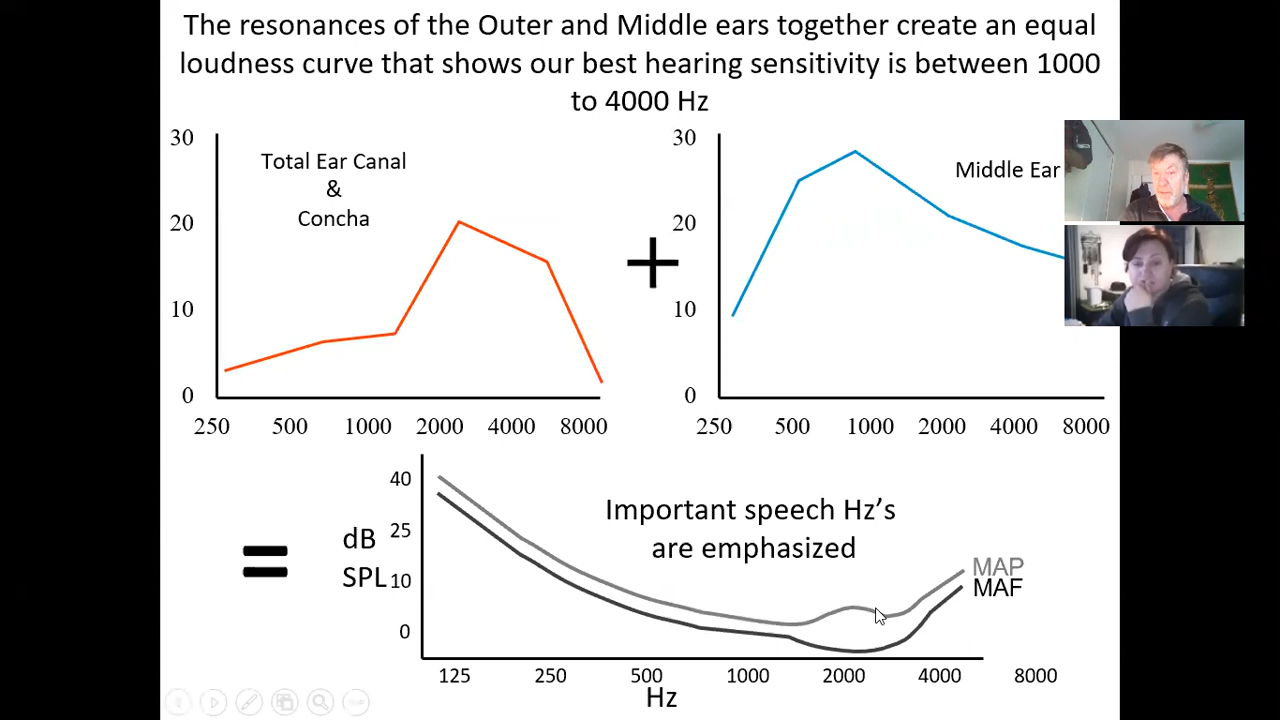 The resonances of the Outer and Middle ears together create an equal
loudness curve that shows our best hearing sensitivity is between 1000
to 4000 Hz
30
Total Ear Canal
&
Concha
20
10
0
250 500 1000 2000 4000 8000
+
30
Middle Ear
20
10
0
250 500 1000 2000 4000 8000
=
dB
SPL
40
25
10
0
Important speech Hz's
are emphasized
MAP
MAF
125 250 500 1000 2000 4000 8000
Hz